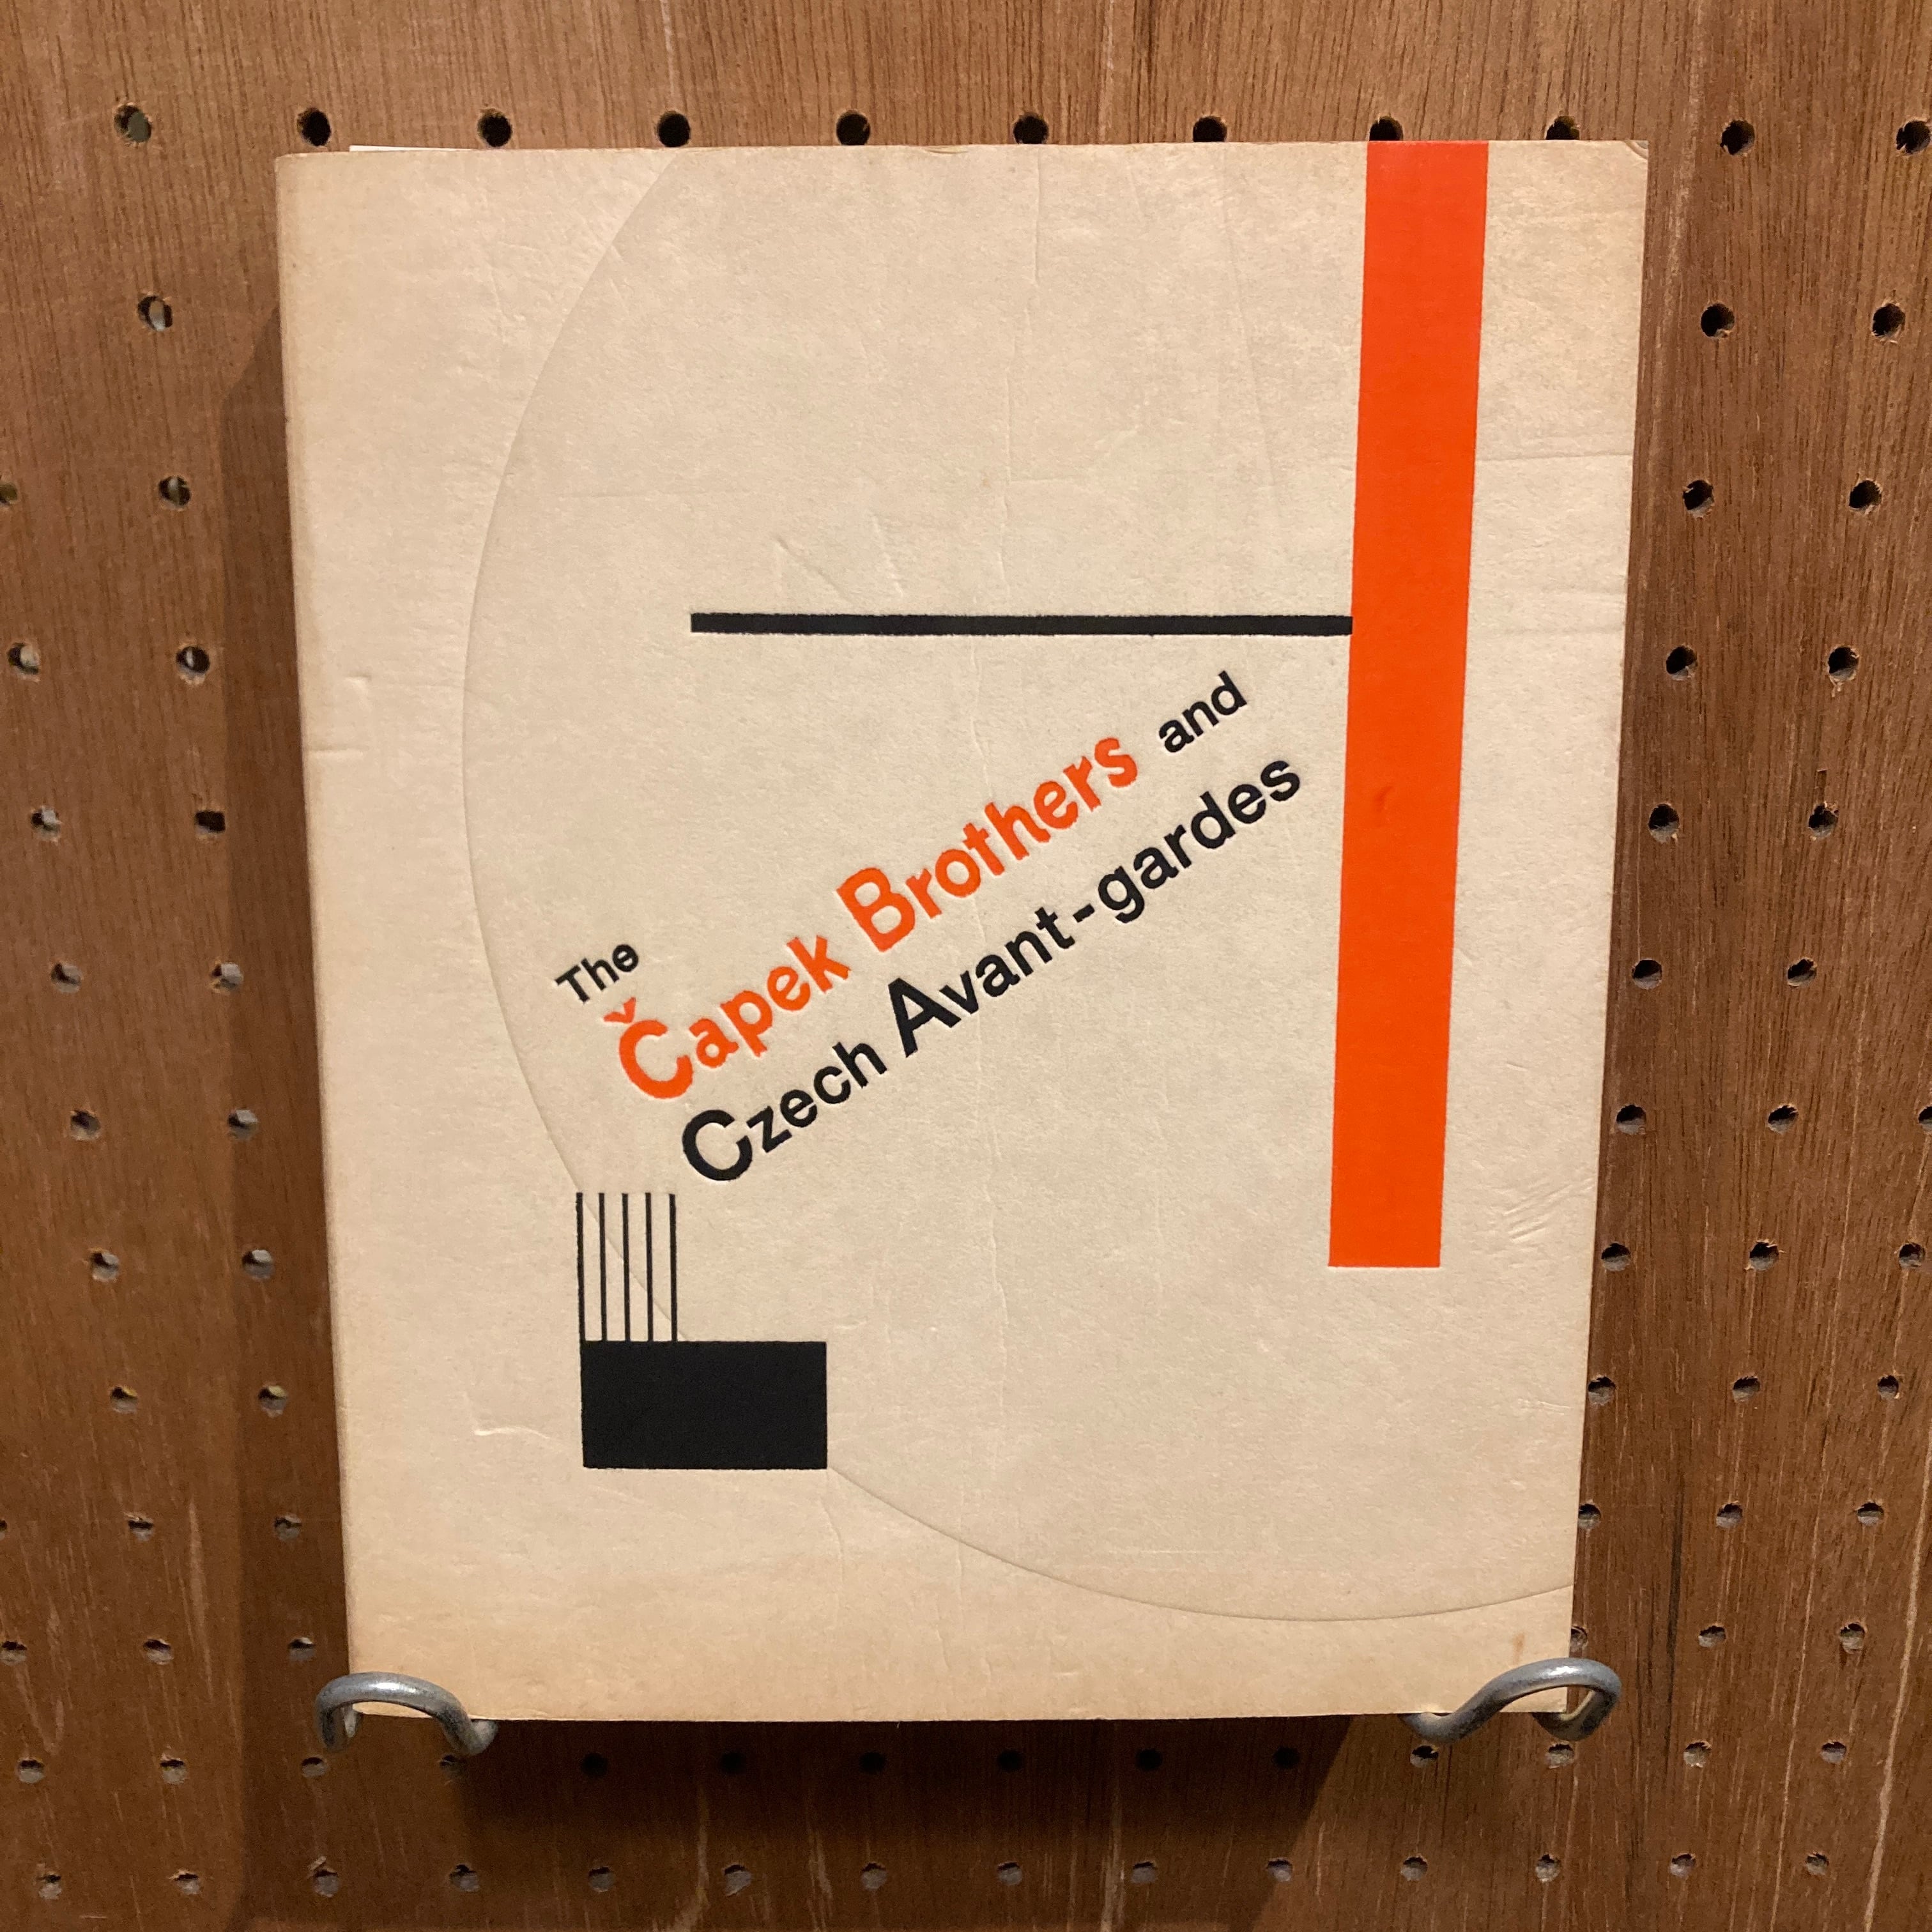 The
Čapek Brothers and
Czech Avant-gardes